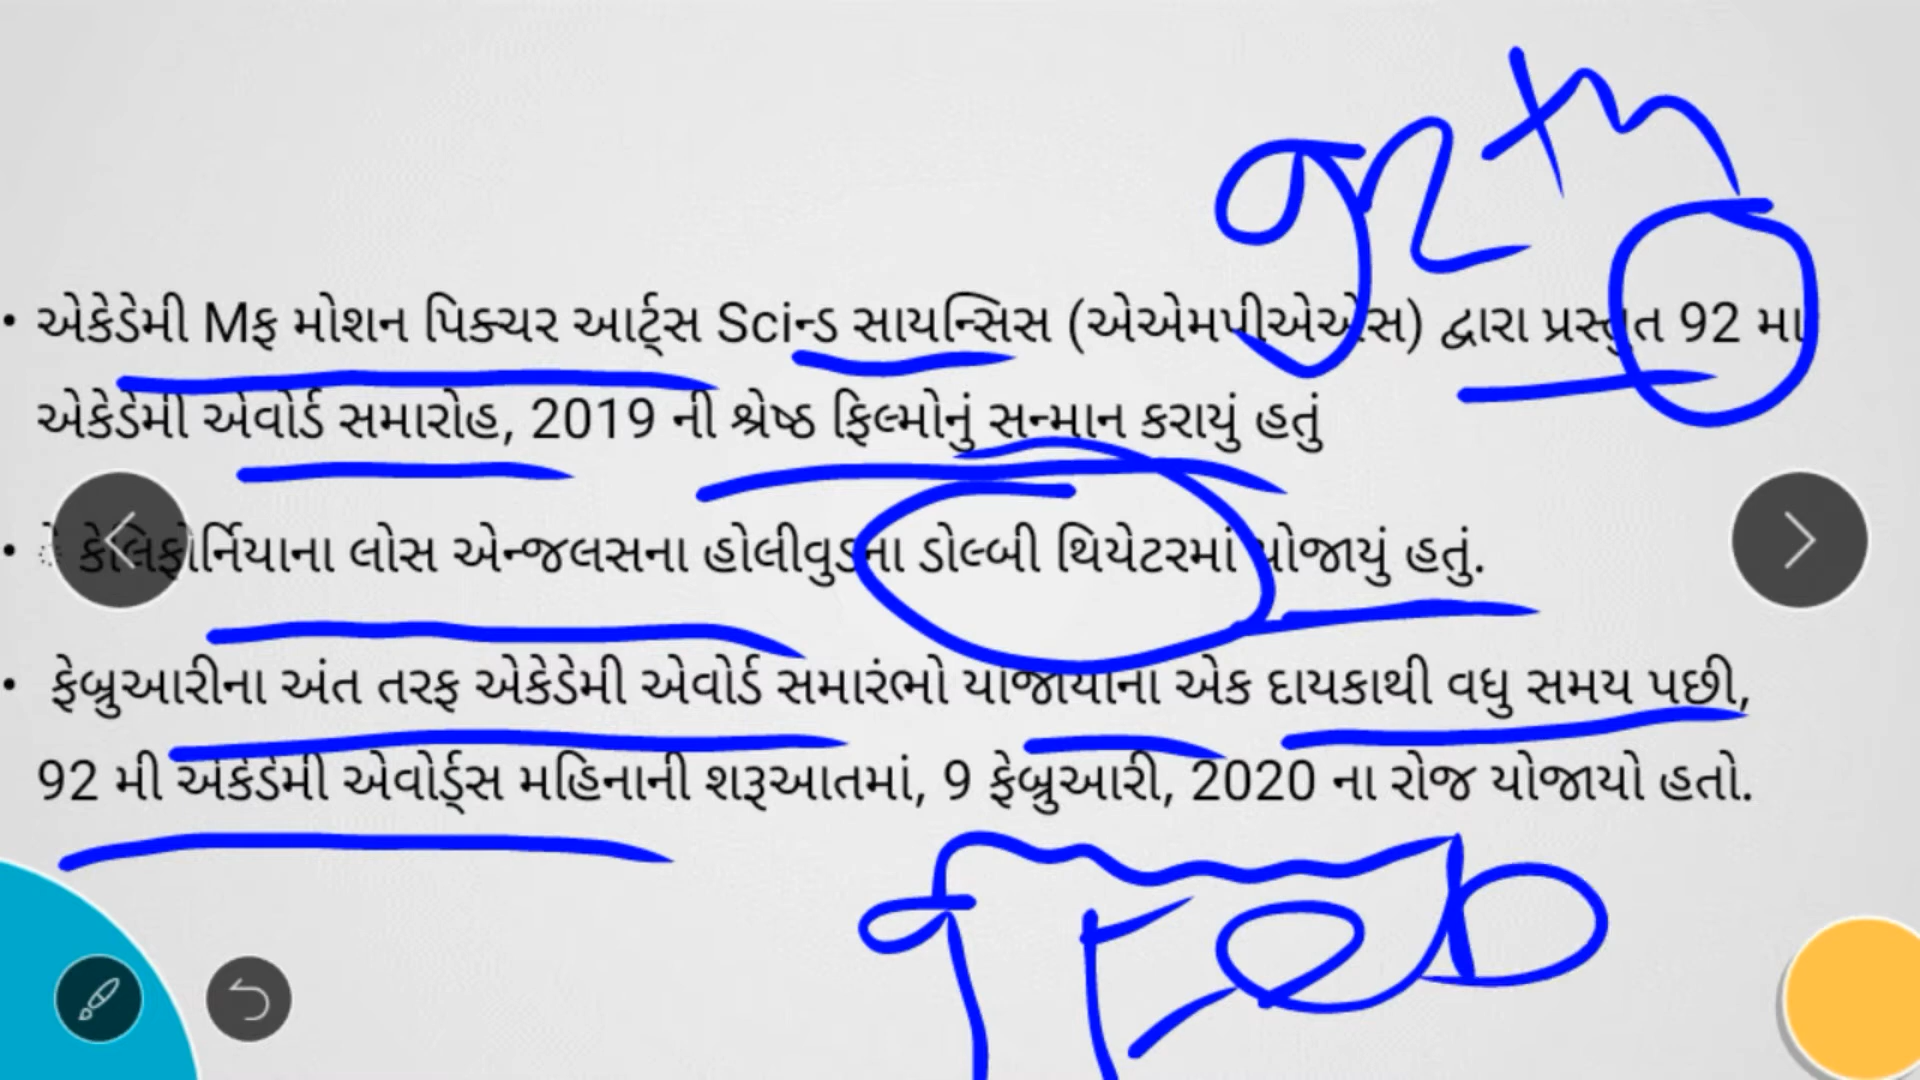 92th
• એકેડેમી Mફ મોશન પિક્ચર આર્ટ્સ Sciન્ડ સાયન્સિસ (એએમપીએએસ) દ્વારા પ્રસ્તુત 92 મા
એકેડેમી એવોર્ડ સમારોહ, 2019 ની શ્રેષ્ઠ ફિલ્મોનું સન્માન કરાયું હતું
• ે કેલિફોર્નિયાના લોસ એન્જલસના હોલીવુડના ડોલ્બી થિયેટરમાં યોજાયું હતું.
• ફેબ્રુઆરીના અંત તરફ એકેડેમી એવોર્ડ સમારંભો યોજાયાના એક દાયકાથી વધુ સમય પછી,
92 મી એકેડેમી એવોર્ડ્સ મહિનાની શરૂઆતમાં, 9 ફેબ્રુઆરી, 2020 ના રોજ યોજાયો હતો.
9 Feb